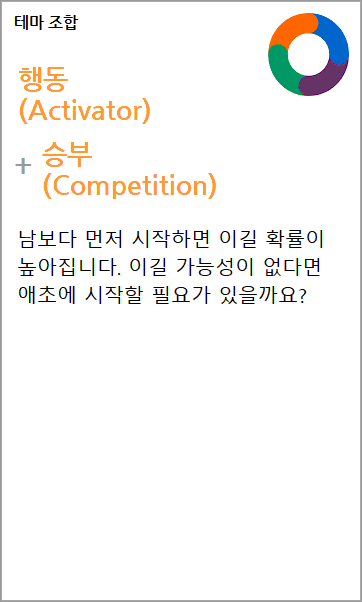 테마 조합
행동
(Activator)
+ 승부
(Competition)
남보다 먼저 시작하면 이길 확률이
높아집니다. 이길 가능성이 없다면
애초에 시작할 필요가 있을까요?